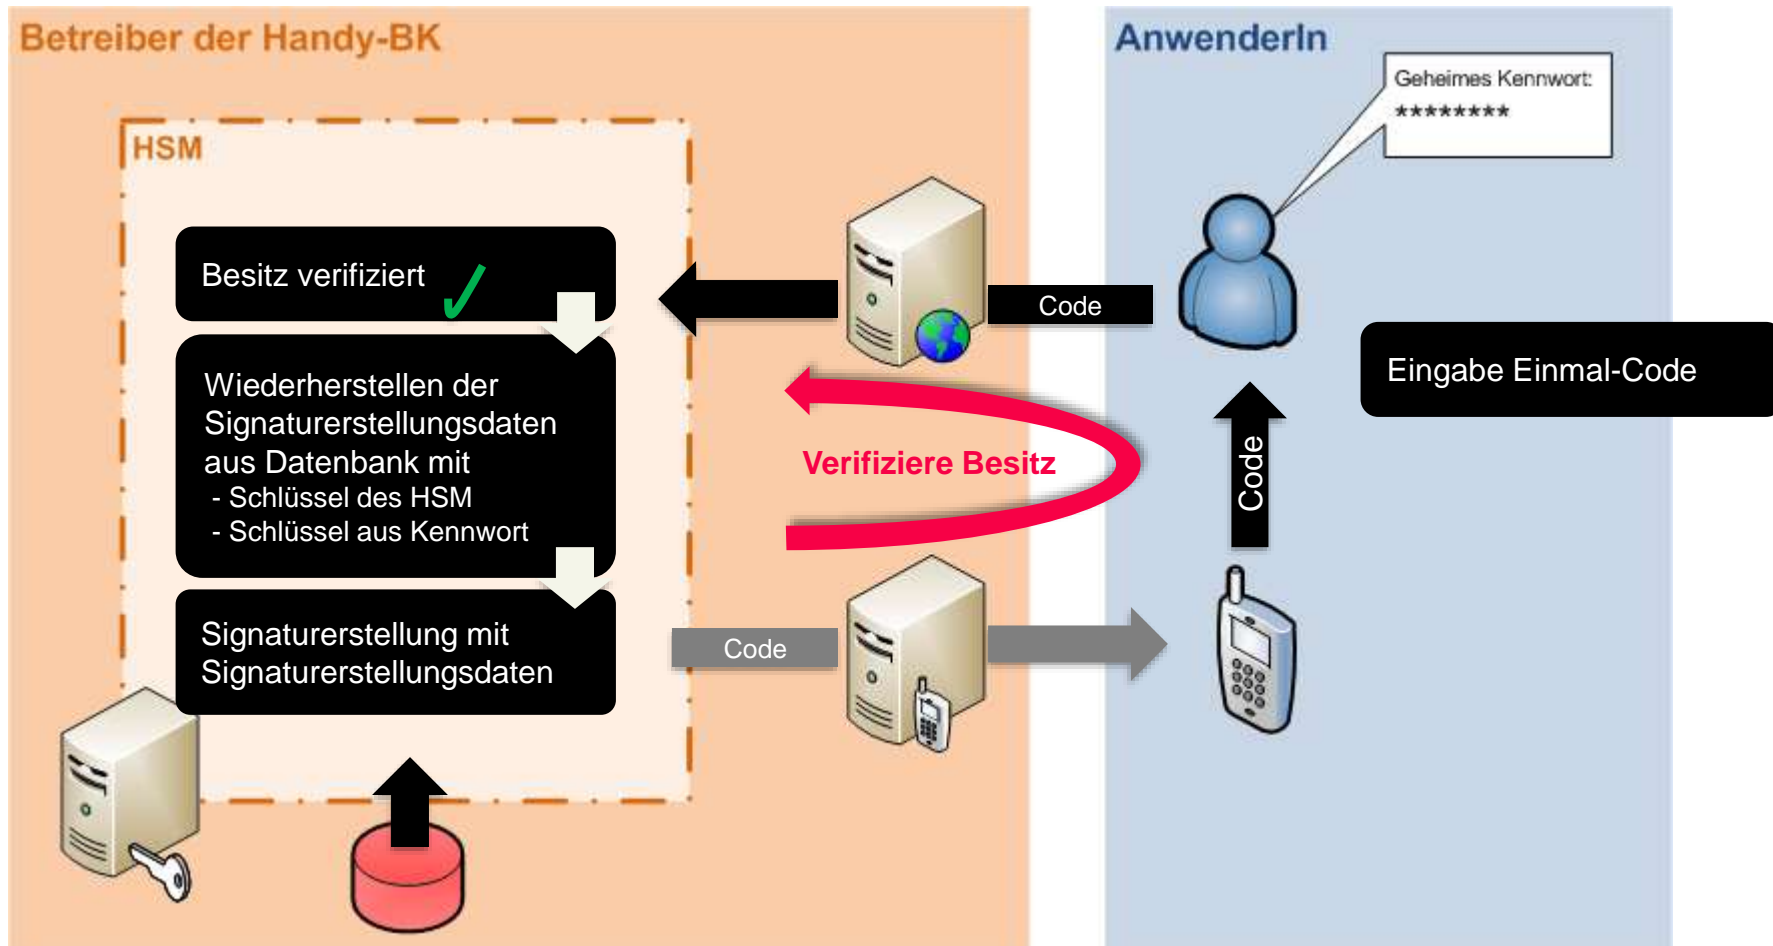 Betreiber der Handy-BK
AnwenderIn
Geheimes Kennwort:
********
HSM
Besitz verifiziert
Code
Wiederherstellen der
Signaturerstellungsdaten
aus Datenbank mit
- Schlüssel des HSM
- Schlüssel aus Kennwort
Eingabe Einmal-Code
Verifiziere Besitz
Code
Signaturerstellung mit
Signaturerstellungsdaten
Code